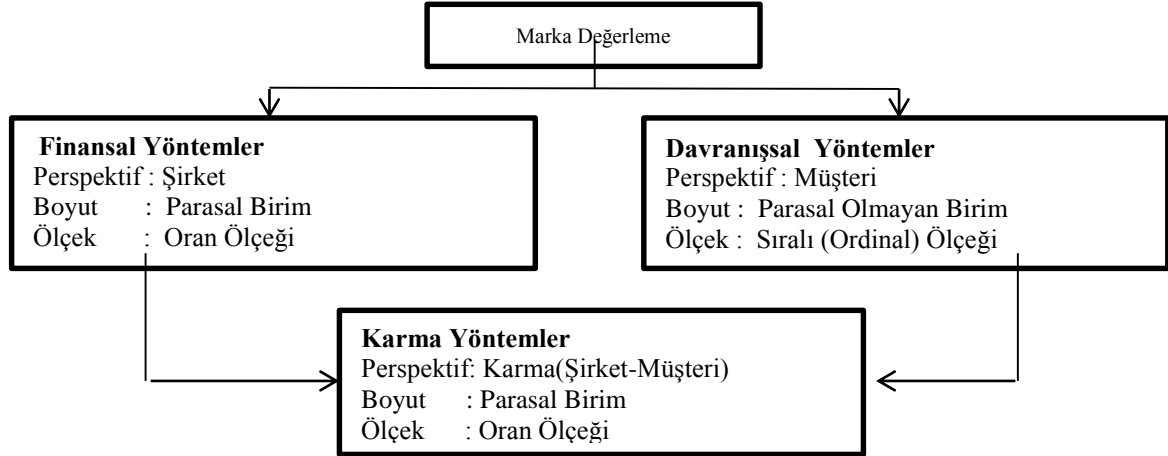 Marka Değerleme
Finansal Yöntemler
Perspektif : Şirket
Boyut : Parasal Birim
Ölçek : Oran Ölçeği
Davranışsal Yöntemler
Perspektif : Müşteri
Boyut : Parasal Olmayan Birim
Ölçek : Sıralı (Ordinal) Ölçeği
Karma Yöntemler
Perspektif: Karma(Şirket-Müşteri)
Boyut : Parasal Birim
Ölçek : Oran Ölçeği